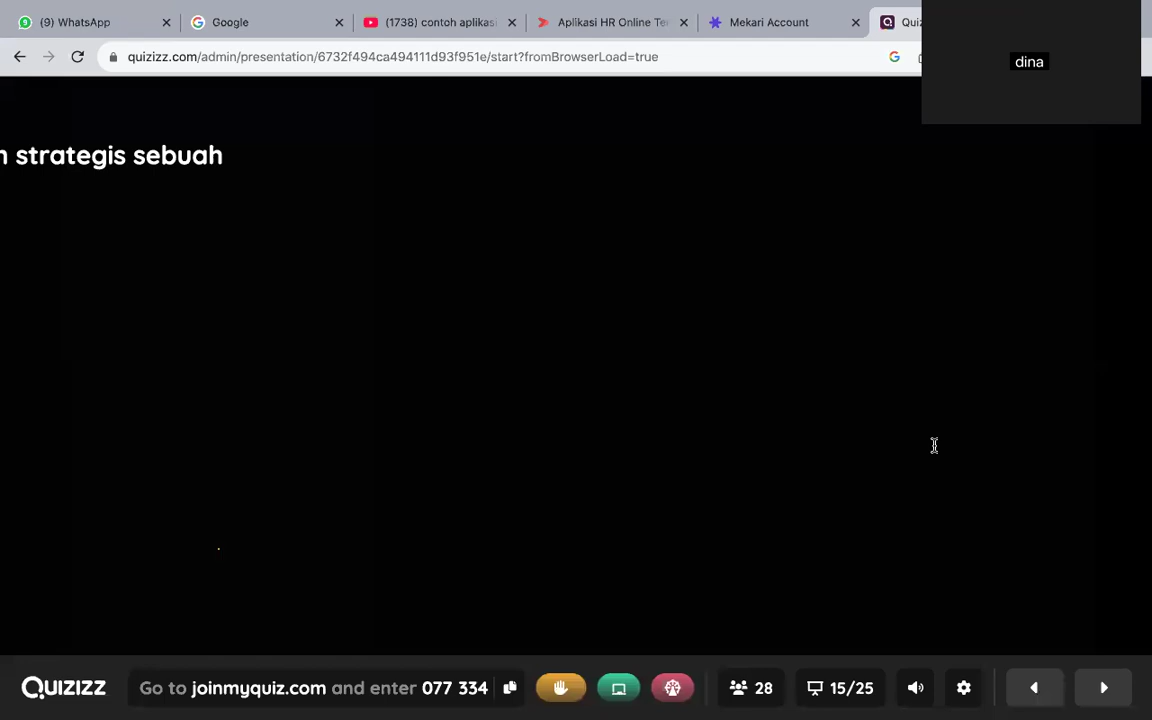 (9) WhatsApp
Google
(1738) contoh aplikasi
Aplikasi HR Online Te
Mekari Account
Quiz
quizizz.com/admin/presentation/6732f494ca494111d93f951e/start?fromBrowserLoad=true
dina
strategis sebuah
QUIZIZZ
Go to joinmyquiz.com and enter 077 334
28
15/25